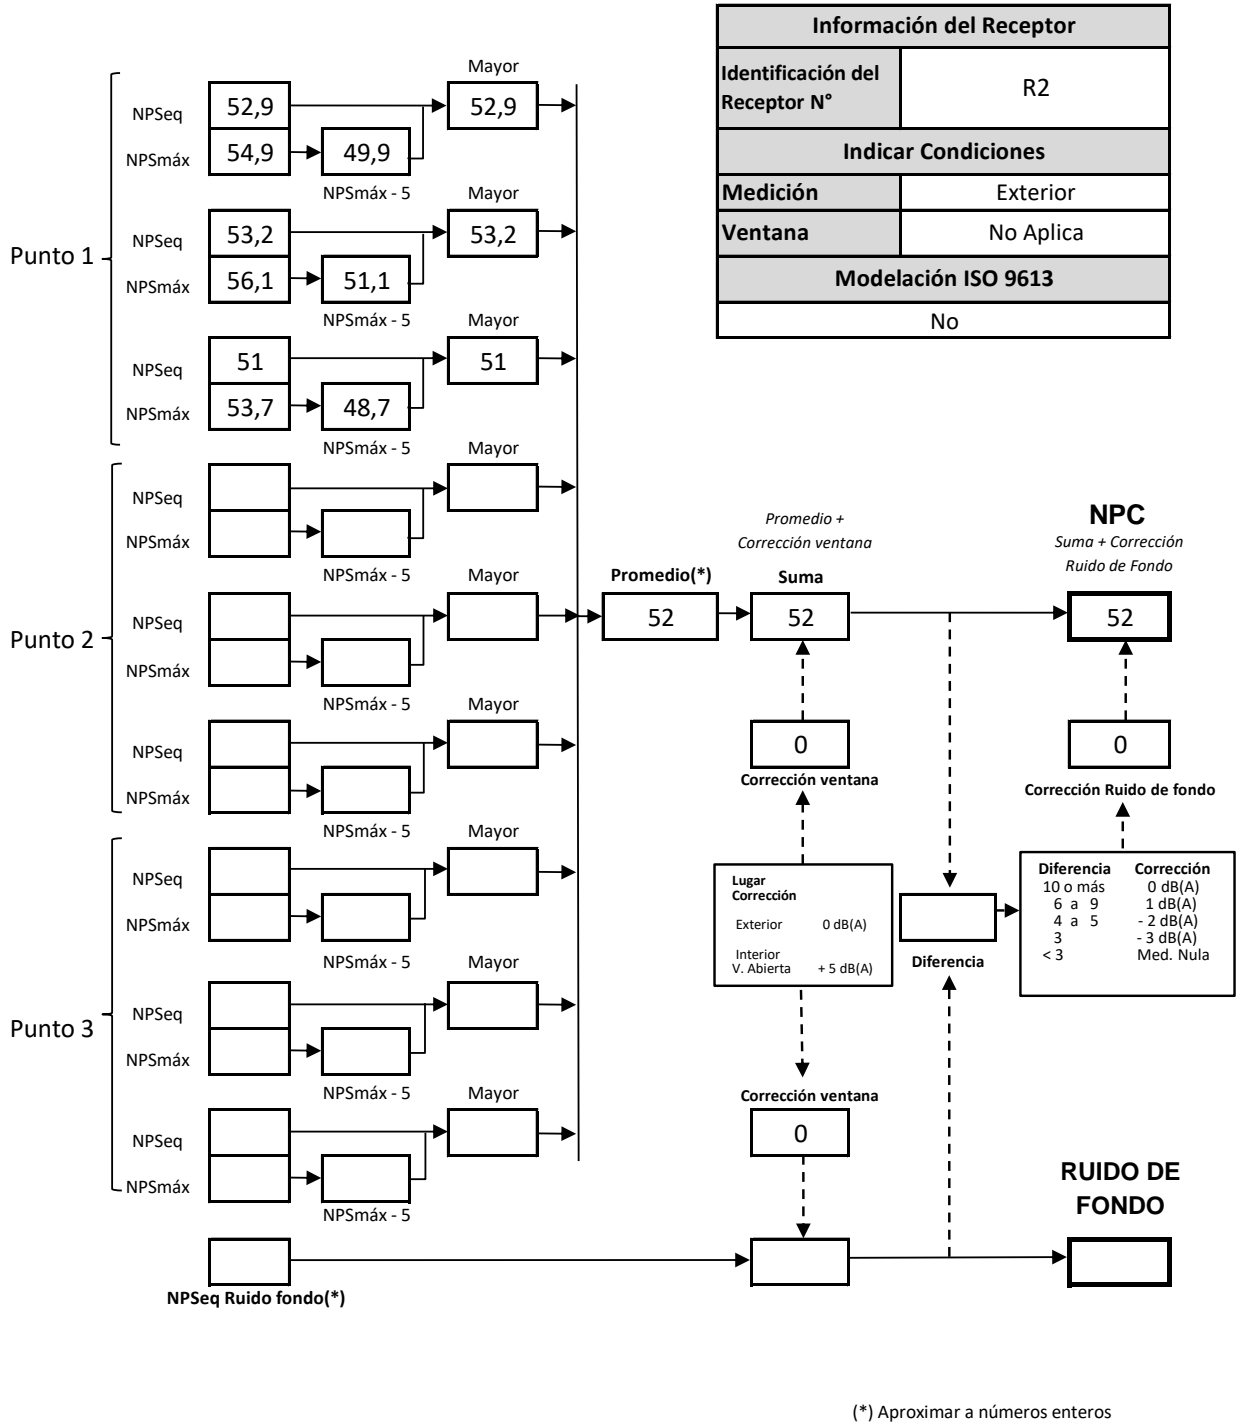 Información del Receptor
Identificación del
Receptor N°
R2
Indicar Condiciones
Medición
Exterior
Ventana
No Aplica
Modelación ISO 9613
No
Punto 1
Mayor
NPSeq
52,9
52,9
NPSmáx
54,9
49,9
NPSmáx - 5
Mayor
NPSeq
53,2
53,2
NPSmáx
56,1
51,1
NPSmáx - 5
Mayor
NPSeq
51
51
NPSmáx
53,7
48,7
NPSmáx - 5
Punto 2
Mayor
NPSeq
NPSmáx
NPSmáx - 5
Mayor
NPSeq
NPSmáx
NPSmáx - 5
Mayor
NPSeq
NPSmáx
NPSmáx - 5
Punto 3
Mayor
NPSeq
NPSmáx
NPSmáx - 5
Mayor
NPSeq
NPSmáx
NPSmáx - 5
Mayor
NPSeq
NPSmáx
NPSmáx - 5
Promedio(*)
52
Promedio +
Corrección ventana
Suma
52
NPC
Suma + Corrección
Ruido de Fondo
52
0
Corrección ventana
0
Corrección Ruido de fondo
Lugar
Corrección
Exterior 0 dB(A)
Interior
V. Abierta + 5 dB(A)
Diferencia
Diferencia Corrección
10 o más 0 dB(A)
6 a 9 1 dB(A)
4 a 5 - 2 dB(A)
3 - 3 dB(A)
< 3 Med. Nula
Corrección ventana
0
RUIDO DE
FONDO
NPSeq Ruido fondo(*)
(*) Aproximar a números enteros